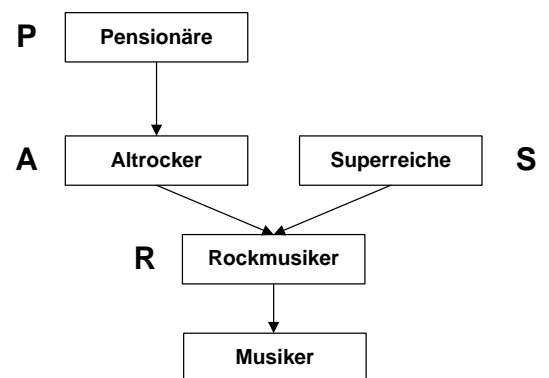 P Pensionäre
A Altrocker Superreiche S
R Rockmusiker
Musiker